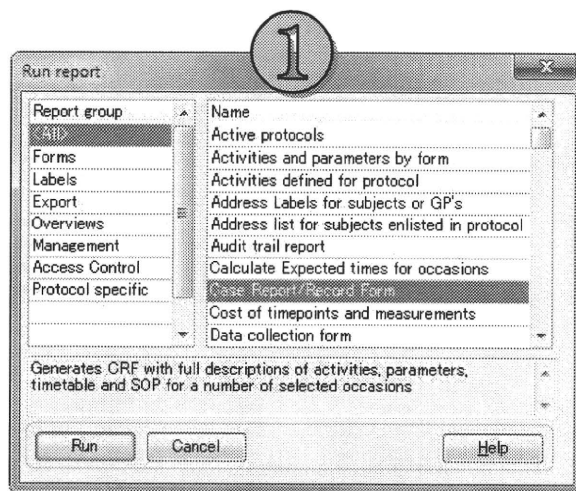 1
Run report
Report group
<All>
Forms
Labels
Export
Overviews
Management
Access Control
Protocol specific
Name
Active protocols
Activities and parameters by form
Activities defined for protocol
Address Labels for subjects or GP's
Address list for subjects enlisted in protocol
Audit trail report
Calculate Expected times for occasions
Case Report/Record Form
Cost of timepoints and measurements
Data collection form
Generates CRF with full descriptions of activities, parameters,
timetable and SOP for a number of selected occasions
Run
Cancel
Help